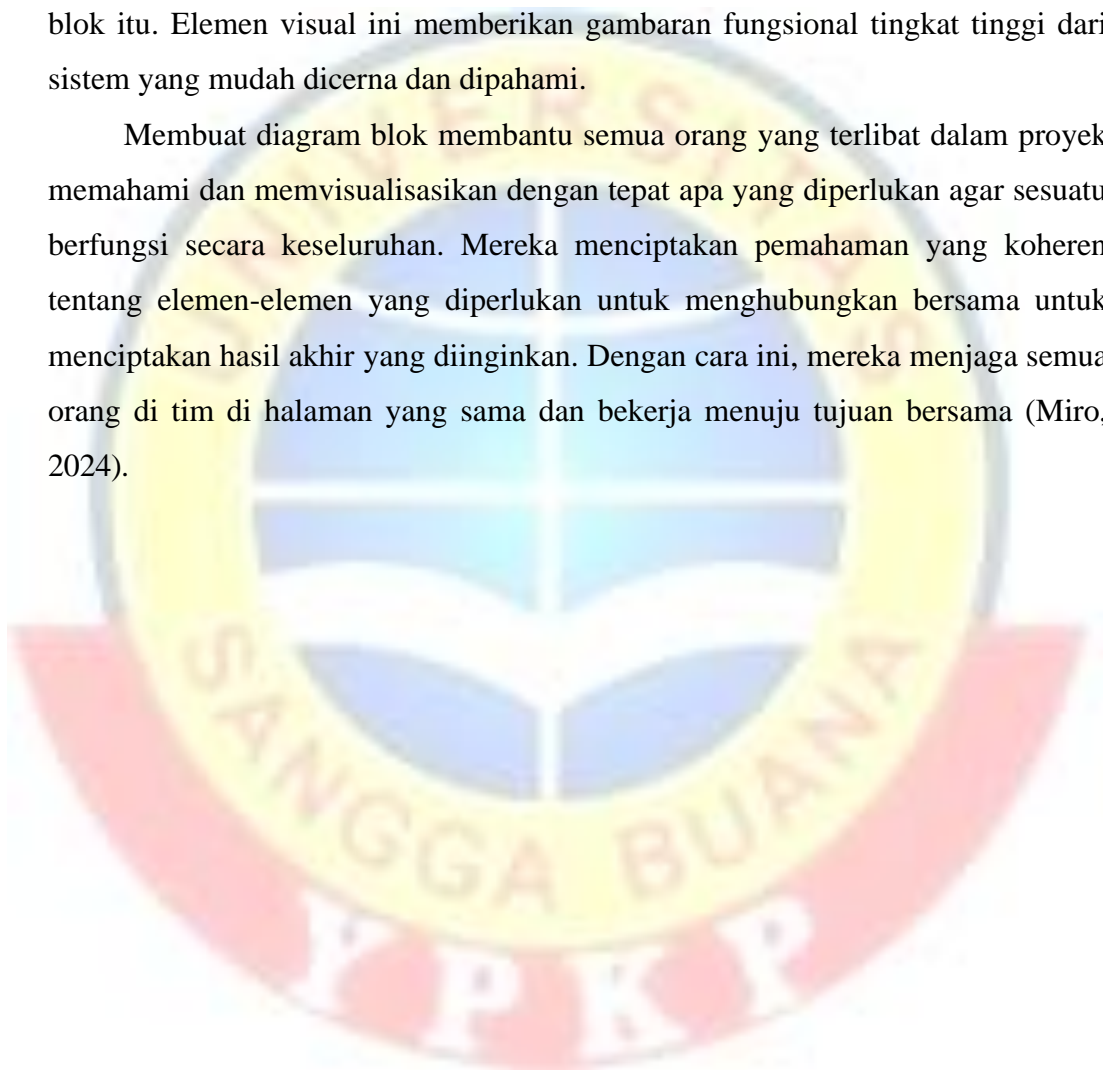 blok itu. Elemen visual ini memberikan gambaran fungsional tingkat tinggi dari
sistem yang mudah dicerna dan dipahami.
Membuat diagram blok membantu semua orang yang terlibat dalam proyek
memahami dan memvisualisasikan dengan tepat apa yang diperlukan agar sesuatu
berfungsi secara keseluruhan. Mereka menciptakan pemahaman yang koheren
tentang elemen-elemen yang diperlukan untuk menghubungkan bersama untuk
menciptakan hasil akhir yang diinginkan. Dengan cara ini, mereka menjaga semua
orang di tim di halaman yang sama dan bekerja menuju tujuan bersama (Miro,
2024).
UNIVERSITAS
SANGGA BUANA
YPKP